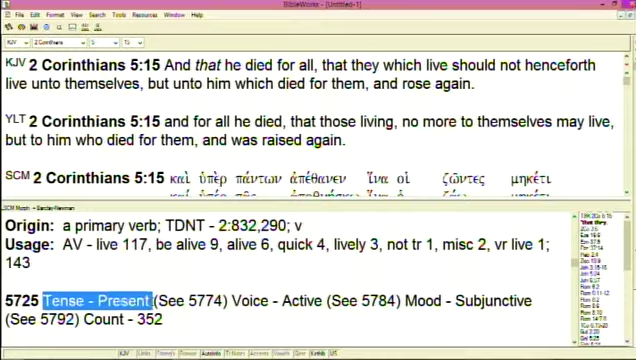 BibleWorks - [Untitled-1]
File Edit Format View Search Tools Resources Window Help
KJV 2 Corinthians 5 15
KJV 2 Corinthians 5:15 And that he died for all, that they which live should not henceforth
live unto themselves, but unto him which died for them, and rose again.
YLT 2 Corinthians 5:15 and for all he died, that those living, no more to themselves may live,
but to him who died for them, and was raised again.
SCM 2 Corinthians 5:15 καὶ ὑπὲρ πάντων ἀπέθανεν ἵνα οἱ ζῶντες μηκέτι
Origin: a primary verb; TDNT - 2:832,290; v
Usage: AV - live 117, be alive 9, alive 6, quick 4, lively 3, not tr 1, misc 2, vr live 1;
143
5725 Tense - Present (See 5774) Voice - Active (See 5784) Mood - Subjunctive
(See 5792) Count - 352